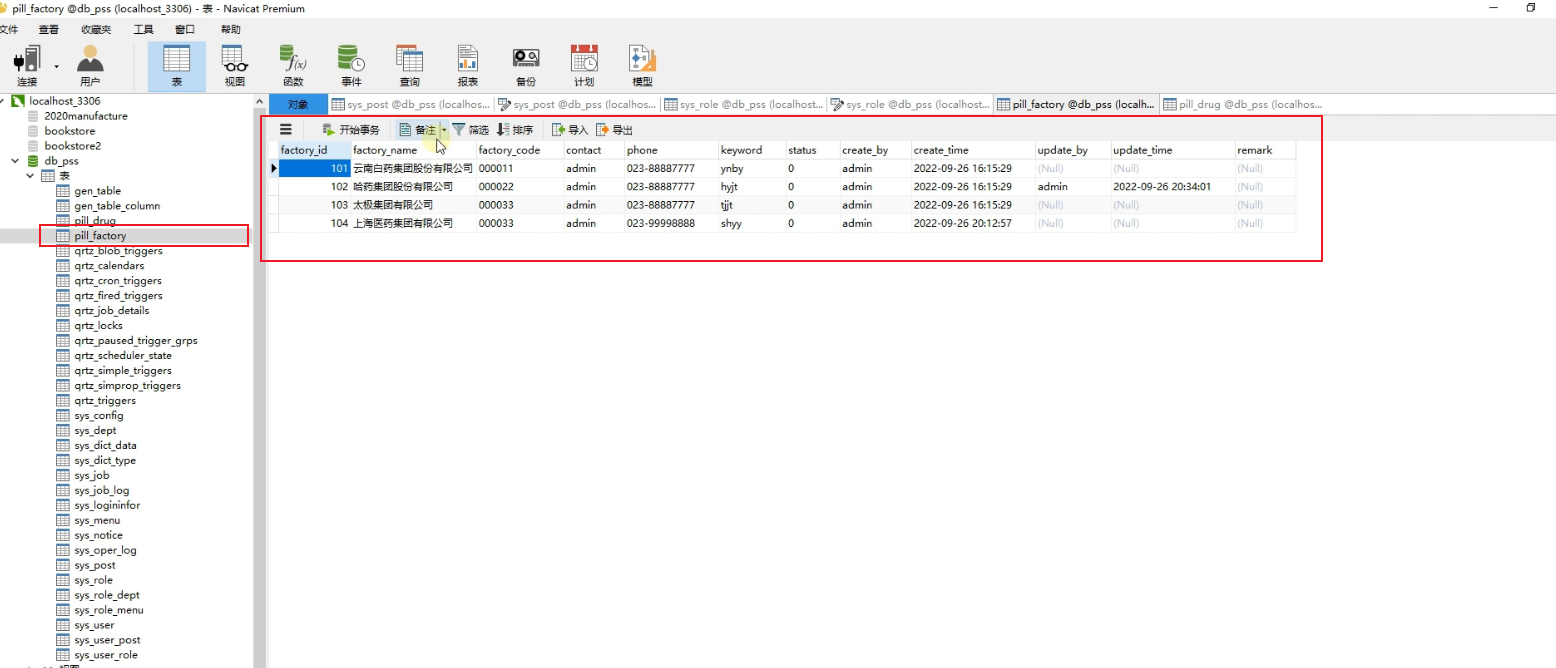 pill_factory @db_pss (localhost_3306) - 表 - Navicat Premium
文件 查看 收藏夹 工具 窗口 帮助
连接 用户 表 视图 函数 事件 查询 报表 备份 计划 模型
对象 sys_post @db_pss (localhos... sys_post @db_pss (localhos... sys_role @db_pss (localhost... sys_role @db_pss (localhost... pill_factory @db_pss (localh... pill_drug @db_pss (localhos...
开始事务 备注 筛选 排序 导入 导出
factory_id factory_name factory_code contact phone keyword status create_by create_time update_by update_time remark
101 云南白药集团股份有限公司 000011 admin 023-88887777 ynby 0 admin 2022-09-26 16:15:29 (Null) (Null) (Null)
102 哈药集团股份有限公司 000022 admin 023-88887777 hyjt 0 admin 2022-09-26 16:15:29 admin 2022-09-26 20:34:01 (Null)
103 太极集团有限公司 000033 admin 023-88887777 tjjt 0 admin 2022-09-26 16:15:29 (Null) (Null) (Null)
104 上海医药集团有限公司 000033 admin 023-99998888 shyy 0 admin 2022-09-26 20:12:57 (Null) (Null) (Null)
localhost_3306
2020manufacture
bookstore
bookstore2
db_pss
表
gen_table
gen_table_column
pill_drug
pill_factory
qrtz_blob_triggers
qrtz_calendars
qrtz_cron_triggers
qrtz_fired_triggers
qrtz_job_details
qrtz_locks
qrtz_paused_trigger_grps
qrtz_scheduler_state
qrtz_simple_triggers
qrtz_simprop_triggers
qrtz_triggers
sys_config
sys_dept
sys_dict_data
sys_dict_type
sys_job
sys_job_log
sys_logininfor
sys_menu
sys_notice
sys_oper_log
sys_post
sys_role
sys_role_dept
sys_role_menu
sys_user
sys_user_post
sys_user_role